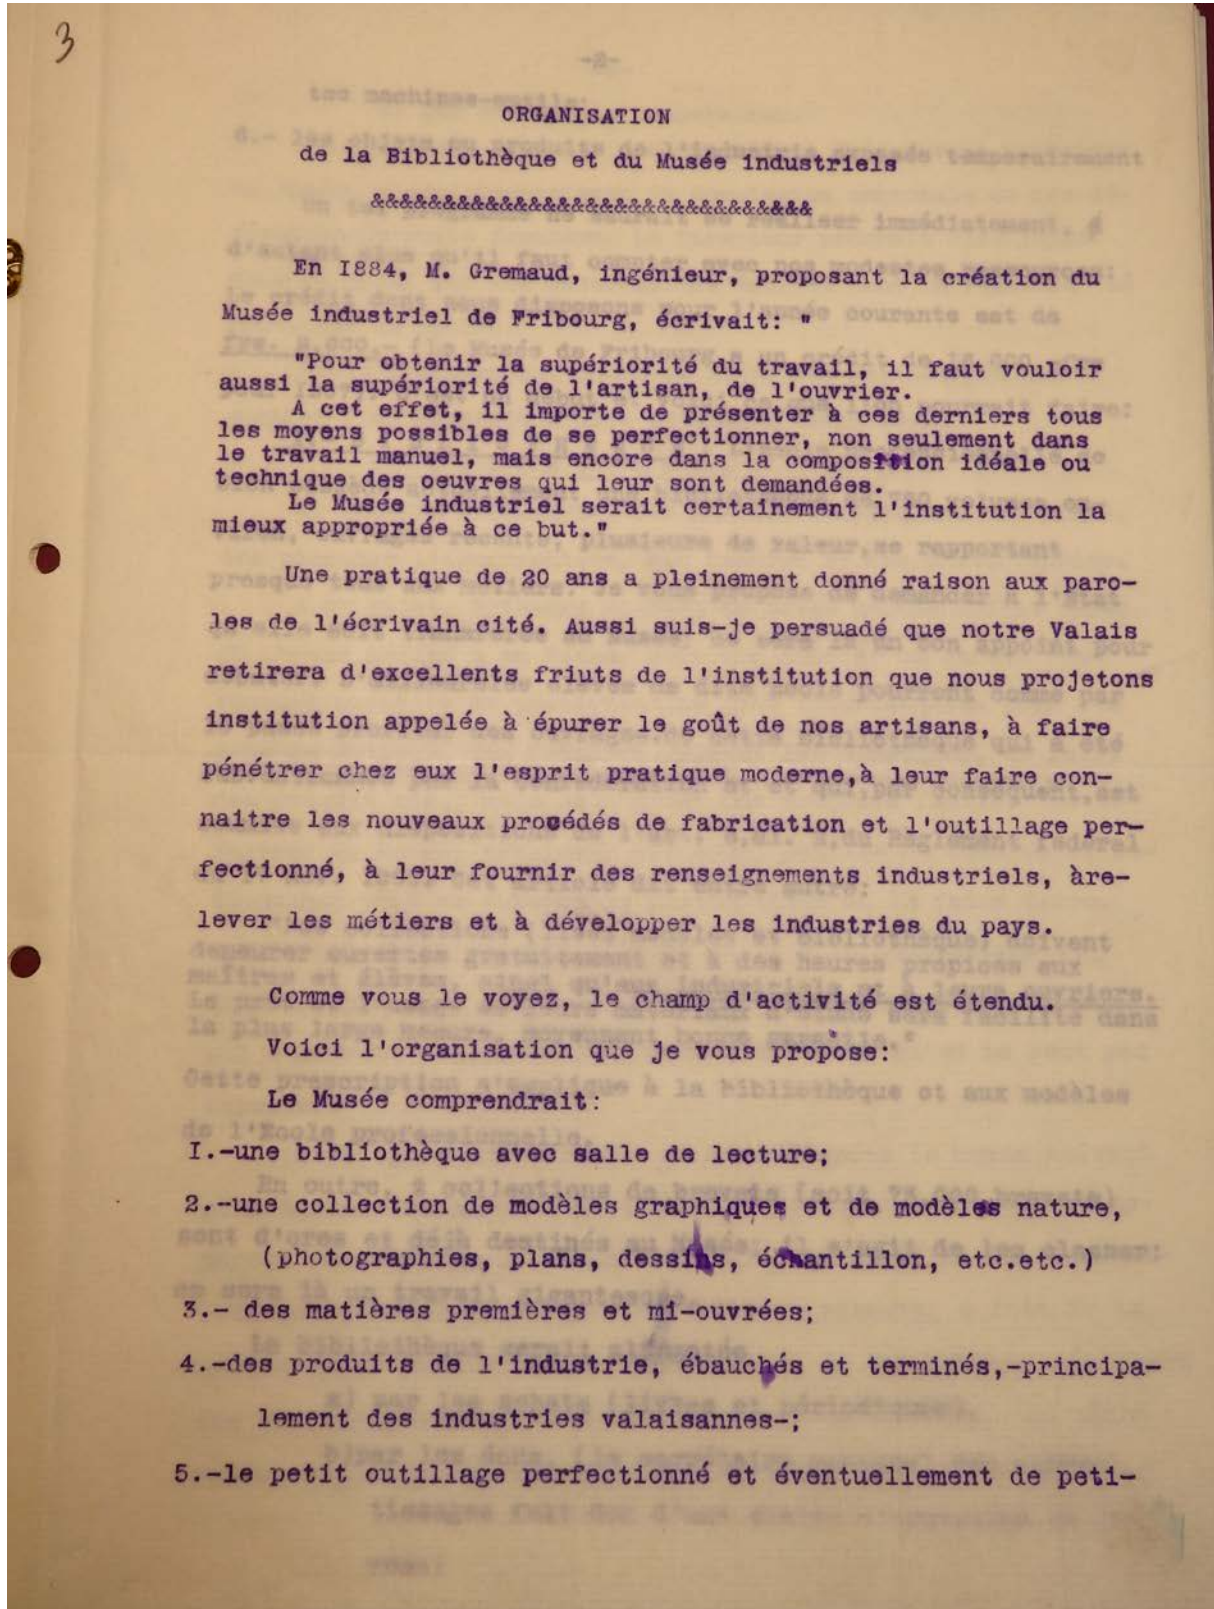 3
ORGANISATION
de la Bibliothèque et du Musée industriels
&&&&&&&&&&&&&&&&&&&&&&&&&&&&&&&
En I884, M. Gremaud, ingénieur, proposant la création du
Musée industriel de Fribourg, écrivait: "
"Pour obtenir la supériorité du travail, il faut vouloir
aussi la supériorité de l'artisan, de l'ouvrier.
A cet effet, il importe de présenter à ces derniers tous
les moyens possibles de se perfectionner, non seulement dans
le travail manuel, mais encore dans la composition idéale ou
technique des oeuvres qui leur sont demandées.
Le Musée industriel serait certainement l'institution la
mieux appropriée à ce but."
Une pratique de 20 ans a pleinement donné raison aux paro-
les de l'écrivain cité. Aussi suis-je persuadé que notre Valais
retirera d'excellents friuts de l'institution que nous projetons
institution appelée à épurer le goût de nos artisans, à faire
pénétrer chez eux l'esprit pratique moderne,à leur faire con-
naitre les nouveaux procédés de fabrication et l'outillage per-
fectionné, à leur fournir des renseignements industriels, àre-
lever les métiers et à développer les industries du pays.
Comme vous le voyez, le champ d'activité est étendu.
Voici l'organisation que je vous propose:
Le Musée comprendrait:
I.-une bibliothèque avec salle de lecture;
2.-une collection de modèles graphiques et de modèles nature,
(photographies, plans, dessins, échantillon, etc.etc.)
3.- des matières premières et mi-ouvrées;
4.-des produits de l'industrie, ébauchés et terminés,-principa-
lement des industries valaisannes-;
5.-le petit outillage perfectionné et éventuellement de peti-